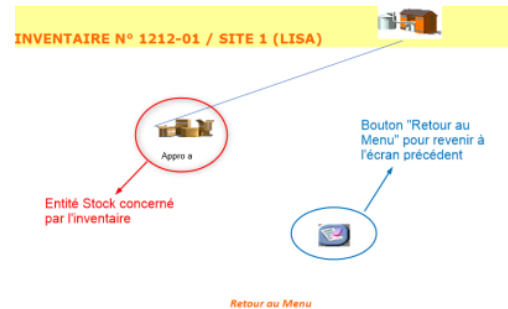 INVENTAIRE N° 1212-01 / SITE 1 (LISA)
Appro a
Bouton "Retour au
Menu" pour revenir à
l'écran précédent
Entité Stock concerné
par l'inventaire
Retour au Menu